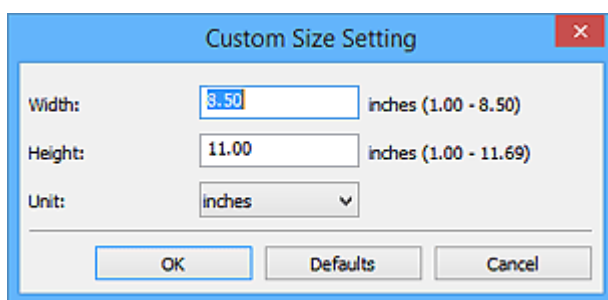 Custom Size Setting
Width: 8.50 inches (1.00 - 8.50)
Height: 11.00 inches (1.00 - 11.69)
Unit: inches
OK Defaults Cancel